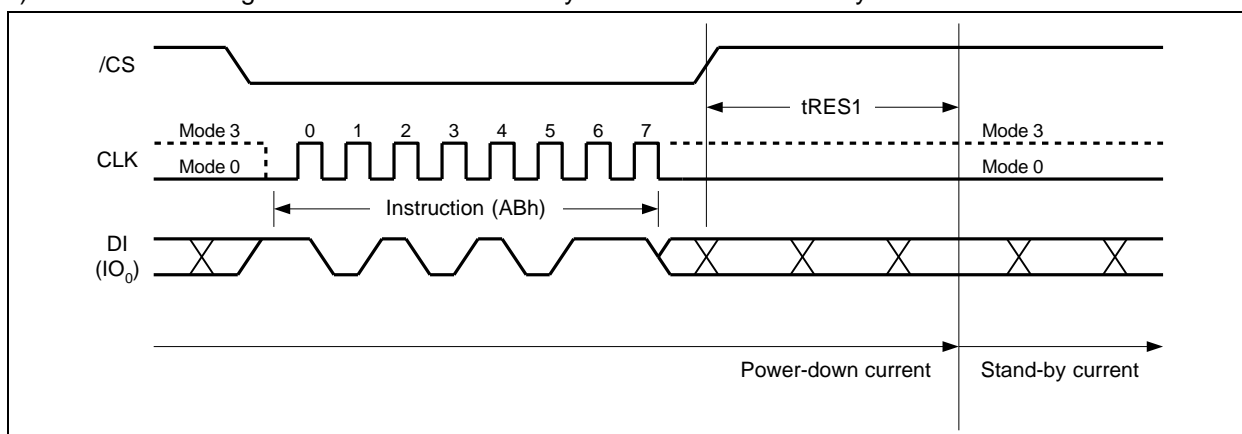 /CS
tRES1
Mode 3 0 1 2 3 4 5 6 7 Mode 3
CLK
Mode 0 Mode 0
Instruction (ABh)
DI
(IO0)
Power-down current Stand-by current